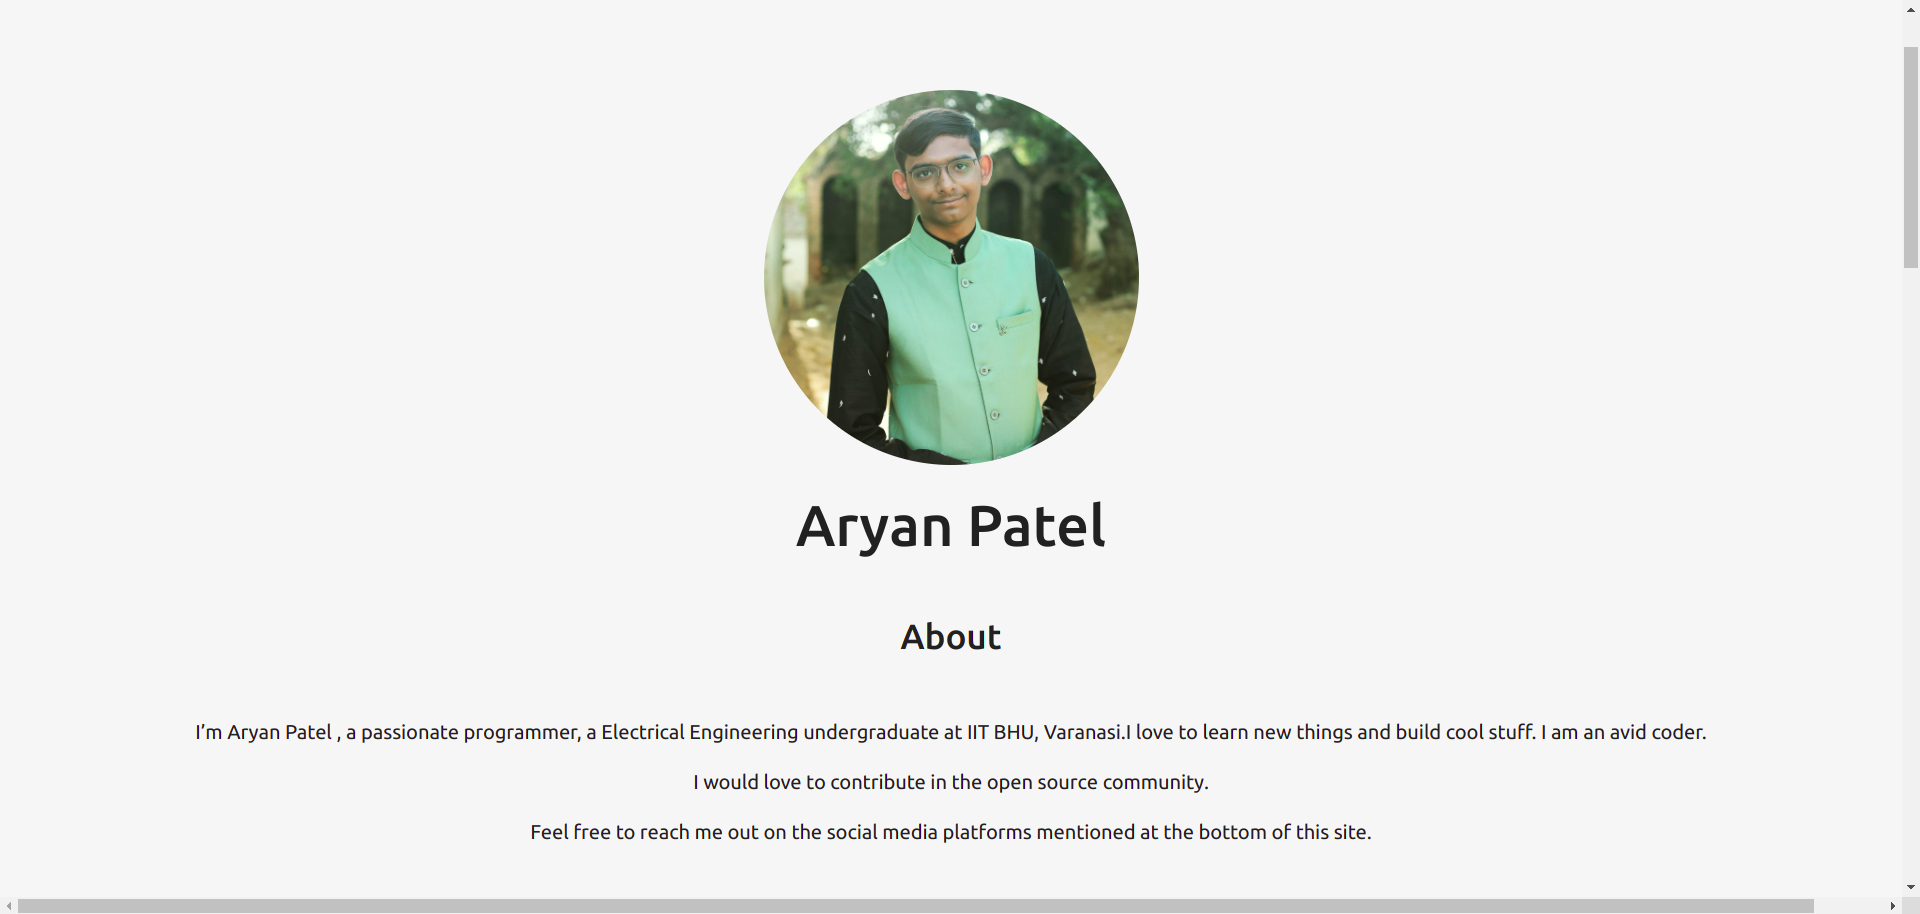 Aryan Patel
About
I’m Aryan Patel , a passionate programmer, a Electrical Engineering undergraduate at IIT BHU, Varanasi.I love to learn new things and build cool stuff. I am an avid coder.
I would love to contribute in the open source community.
Feel free to reach me out on the social media platforms mentioned at the bottom of this site.